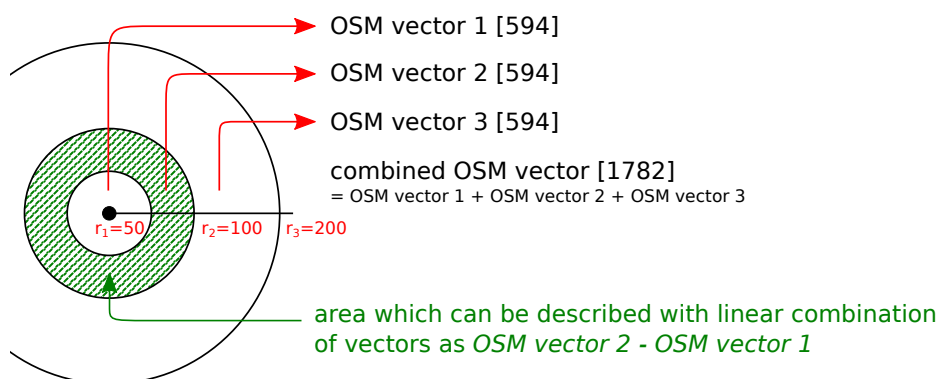 OSM vector 1 [594]
OSM vector 2 [594]
OSM vector 3 [594]
combined OSM vector [1782]
= OSM vector 1 + OSM vector 2 + OSM vector 3
r₁=50
r₂=100
r₃=200
area which can be described with linear combination
of vectors as OSM vector 2 - OSM vector 1